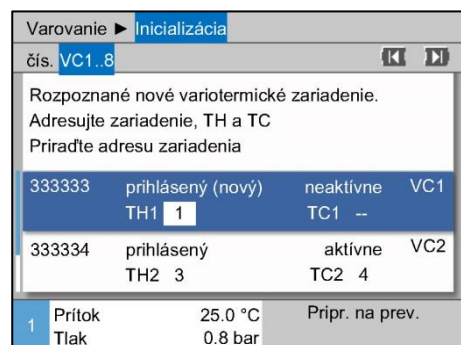 Varovanie ► Inicializácia
čís. VC1..8
Rozpoznané nové variotermické zariadenie.
Adresujte zariadenie, TH a TC
Priraďte adresu zariadenia
333333 prihlásený (nový) neaktívne VC1
TH1 1 TC1 --
333334 prihlásený aktívne VC2
TH2 3 TC2 4
1 Prítok 25.0 °C Pripr. na prev.
Tlak 0.8 bar